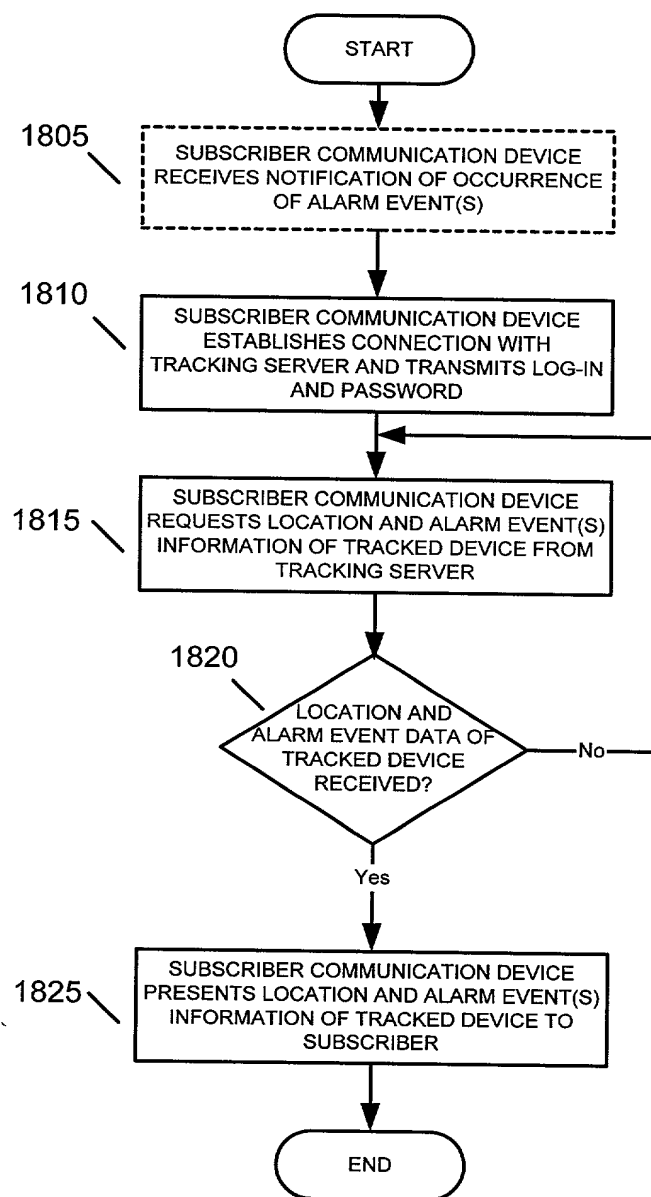 START
1805
SUBSCRIBER COMMUNICATION DEVICE
RECEIVES NOTIFICATION OF OCCURRENCE
OF ALARM EVENT(S)
1810
SUBSCRIBER COMMUNICATION DEVICE
ESTABLISHES CONNECTION WITH
TRACKING SERVER AND TRANSMITS LOG-IN
AND PASSWORD
1815
SUBSCRIBER COMMUNICATION DEVICE
REQUESTS LOCATION AND ALARM EVENT(S)
INFORMATION OF TRACKED DEVICE FROM
TRACKING SERVER
1820
LOCATION AND
ALARM EVENT DATA OF
TRACKED DEVICE
RECEIVED?
No
Yes
1825
SUBSCRIBER COMMUNICATION DEVICE
PRESENTS LOCATION AND ALARM EVENT(S)
INFORMATION OF TRACKED DEVICE TO
SUBSCRIBER
END